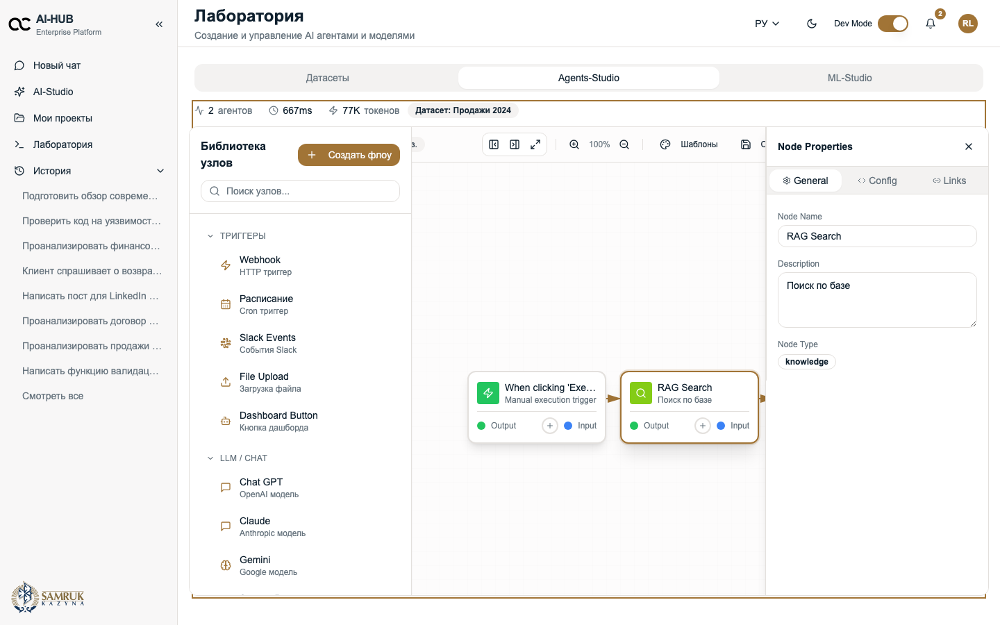 AI-HUB
Enterprise Platform
Новый чат
AI-Studio
Мои проекты
Лаборатория
История
Подготовить обзор совреме...
Проверить код на уязвимост...
Проанализировать финансо...
Клиент спрашивает о возвра...
Написать пост для LinkedIn ...
Проанализировать договор ...
Проанализировать продажи ...
Написать функцию валидац...
Смотреть все
SAMRUK
KAZYNA
Лаборатория
Создание и управление AI агентами и моделями
РУ
Dev Mode
2
RL
Датасеты
Agents-Studio
ML-Studio
2 агентов
667ms
77K токенов
Датасет: Продажи 2024
Библиотека
узлов
Создать флоу
Поиск узлов...
ТРИГГЕРЫ
Webhook
HTTP триггер
Расписание
Cron триггер
Slack Events
События Slack
File Upload
Загрузка файла
Dashboard Button
Кнопка дашборда
LLM / CHAT
Chat GPT
OpenAI модель
Claude
Anthropic модель
Gemini
Google модель
з.
100%
Шаблоны
С
When clicking 'Exe...
Manual execution trigger
Output
Input
RAG Search
Поиск по базе
Output
Input
Node Properties
General
Config
Links
Node Name
RAG Search
Description
Поиск по базе
Node Type
knowledge